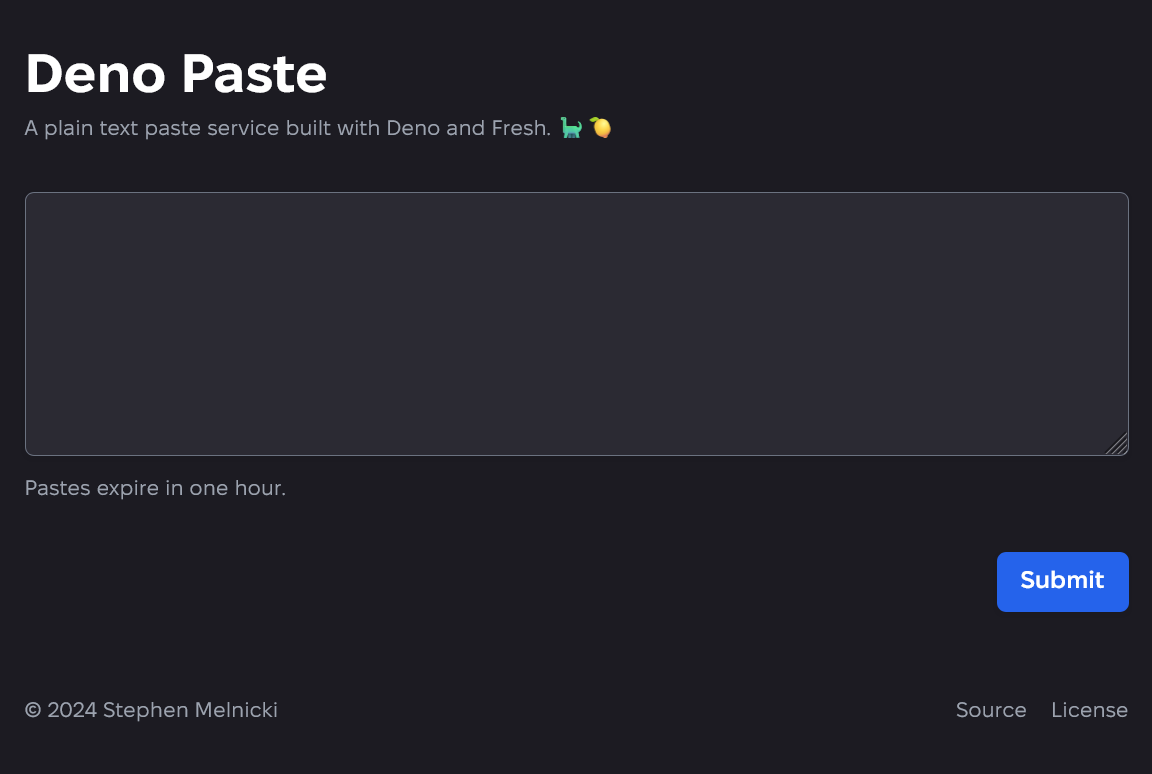 Deno Paste
A plain text paste service built with Deno and Fresh. 🦕 🍋
Pastes expire in one hour.
Submit
© 2024 Stephen Melnicki
Source License